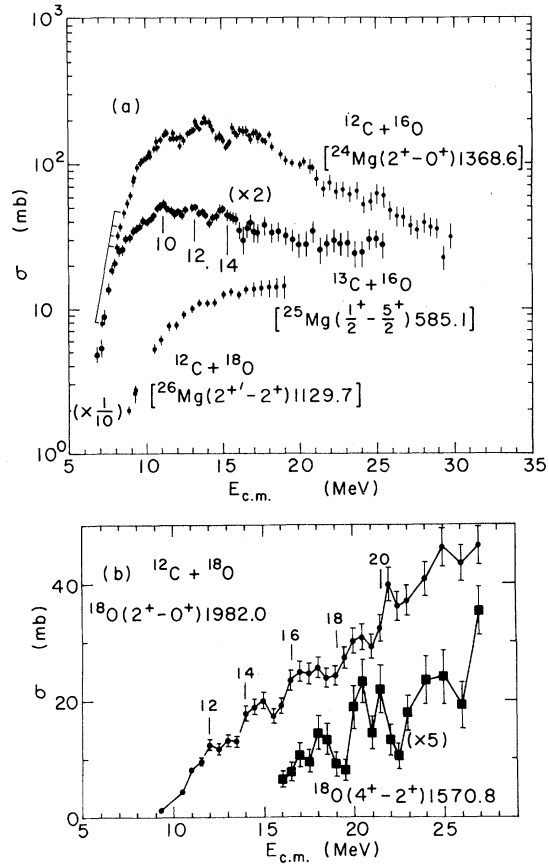 10³
(a)
¹²C + ¹⁶O
[²⁴Mg(2⁺−0⁺)1368.6]
10²
(×2)
σ (mb)
10 12 14
¹³C + ¹⁶O
[²⁵Mg(½⁺−5/2⁺)585.1]
10
¹²C + ¹⁸O
[²⁶Mg(2⁺′−2⁺)1129.7]
(×1/10)
10⁰
5 10 15 20 25 30 35
E c.m. (MeV)
(b) ¹²C + ¹⁸O
¹⁸O(2⁺−0⁺)1982.0
40
20
18
16
14
12
σ (mb)
20
(×5)
¹⁸O(4⁺−2⁺)1570.8
0
5 10 15 20 25
E c.m. (MeV)